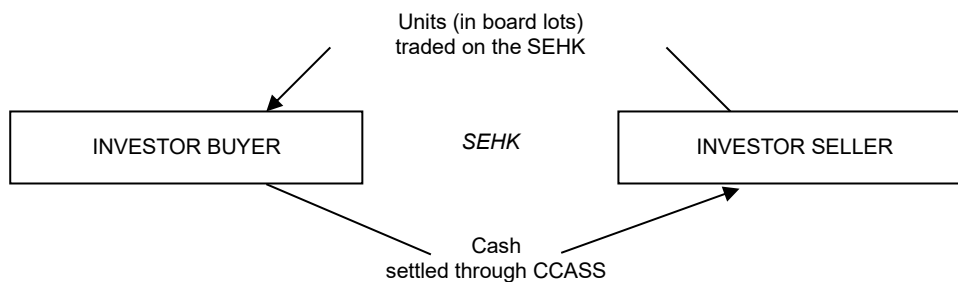 Units (in board lots)
traded on the SEHK
INVESTOR BUYER
SEHK
INVESTOR SELLER
Cash
settled through CCASS